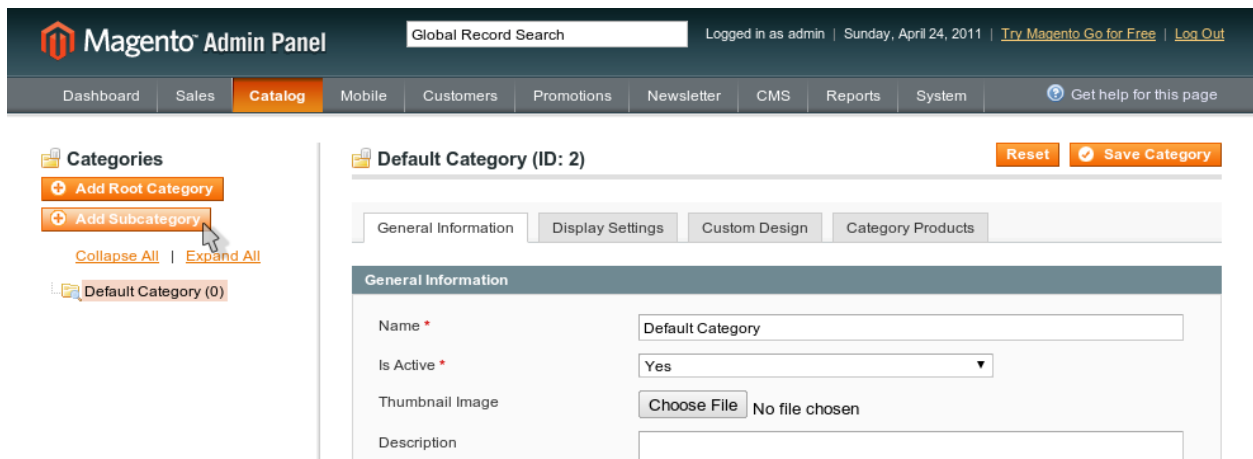 Magento™ Admin Panel
Global Record Search
Logged in as admin | Sunday, April 24, 2011 | Try Magento Go for Free | Log Out
Dashboard Sales Catalog Mobile Customers Promotions Newsletter CMS Reports System Get help for this page
Categories
Add Root Category
Add Subcategory
Collapse All | Expand All
Default Category (0)
Default Category (ID: 2)
Reset Save Category
General Information Display Settings Custom Design Category Products
General Information
Name * Default Category
Is Active * Yes
Thumbnail Image Choose File No file chosen
Description